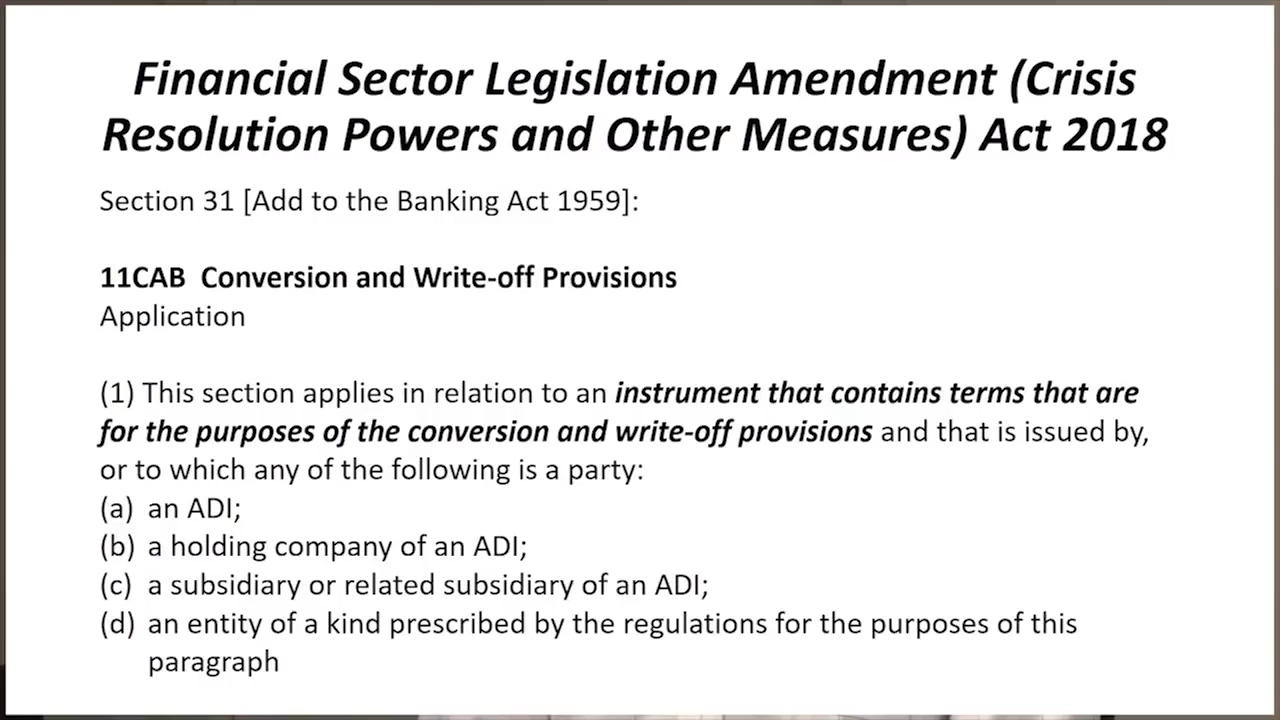 Financial Sector Legislation Amendment (Crisis
Resolution Powers and Other Measures) Act 2018
Section 31 [Add to the Banking Act 1959]:
11CAB Conversion and Write-off Provisions
Application
(1) This section applies in relation to an instrument that contains terms that are
for the purposes of the conversion and write-off provisions and that is issued by,
or to which any of the following is a party:
(a) an ADI;
(b) a holding company of an ADI;
(c) a subsidiary or related subsidiary of an ADI;
(d) an entity of a kind prescribed by the regulations for the purposes of this
paragraph